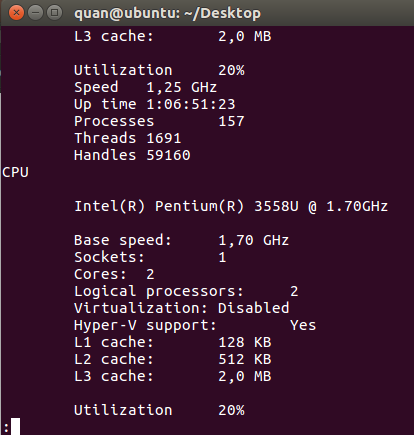 quan@ubuntu: ~/Desktop
L3 cache: 2,0 MB
Utilization 20%
Speed 1,25 GHz
Up time 1:06:51:23
Processes 157
Threads 1691
Handles 59160
CPU
Intel(R) Pentium(R) 3558U @ 1.70GHz
Base speed: 1,70 GHz
Sockets: 1
Cores: 2
Logical processors: 2
Virtualization: Disabled
Hyper-V support: Yes
L1 cache: 128 KB
L2 cache: 512 KB
L3 cache: 2,0 MB
Utilization 20%
: